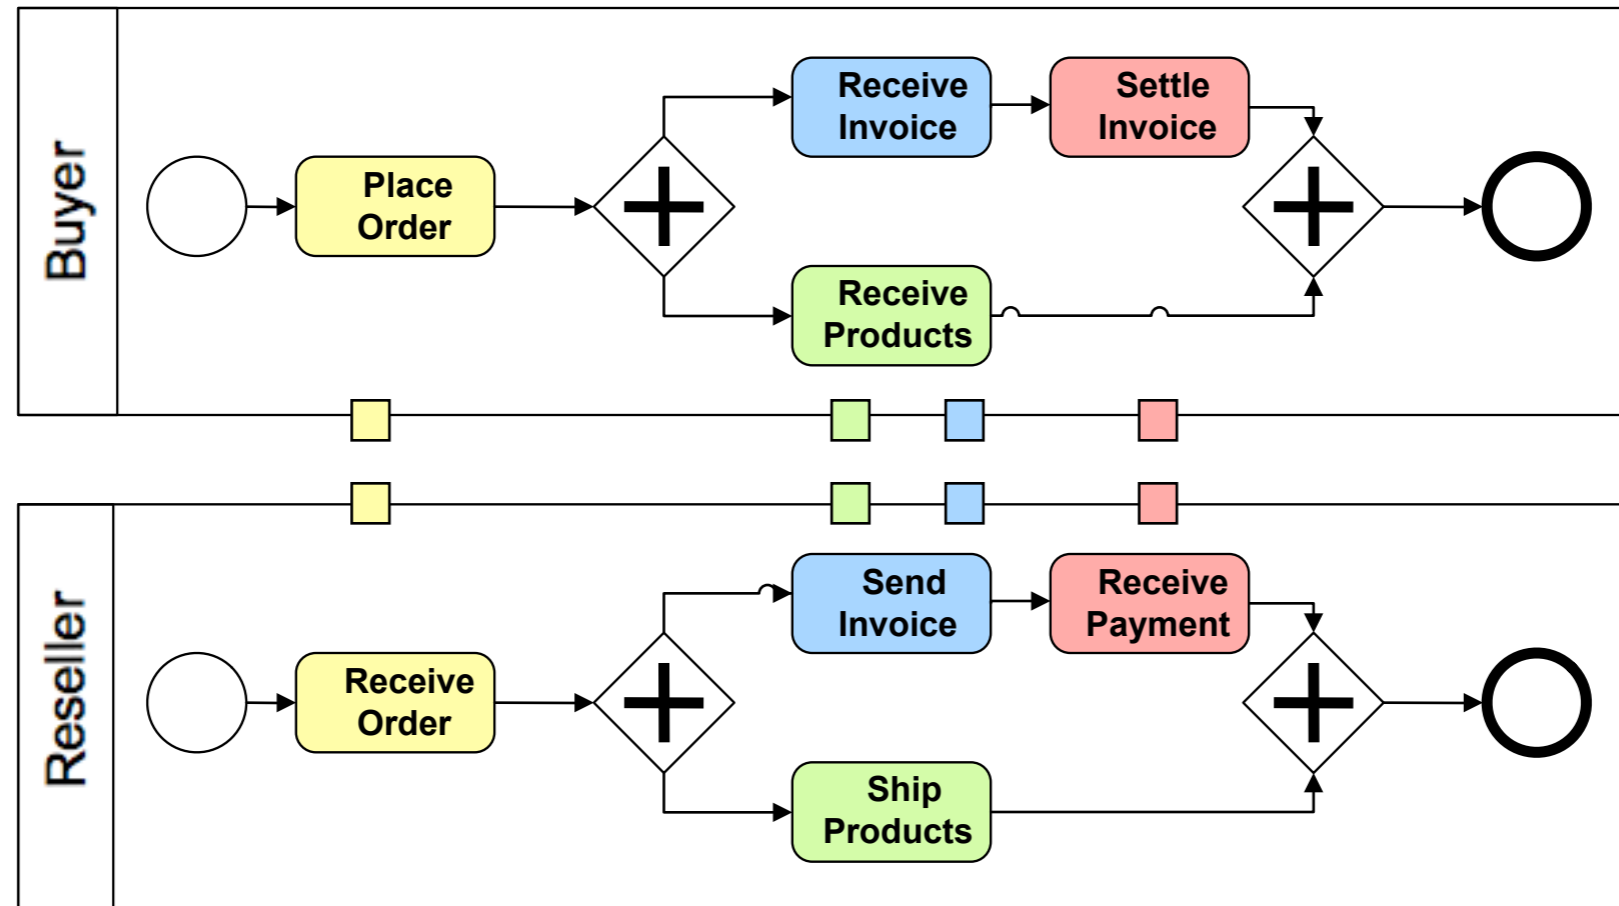 Buyer
Place
Order
Receive
Invoice
Settle
Invoice
Receive
Products
Reseller
Receive
Order
Send
Invoice
Receive
Payment
Ship
Products